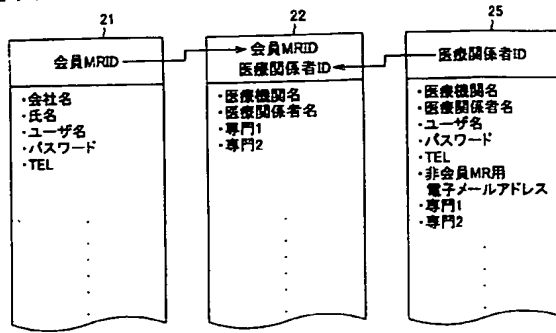 21
会員MRID
・会社名
・氏名
・ユーザ名
・パスワード
・TEL
22
会員MRID
医療関係者ID
・医療機関名
・医療関係者名
・専門1
・専門2
25
医療関係者ID
・医療機関名
・医療関係者名
・ユーザ名
・パスワード
・TEL
・非会員MR用
電子メールアドレス
・専門1
・専門2